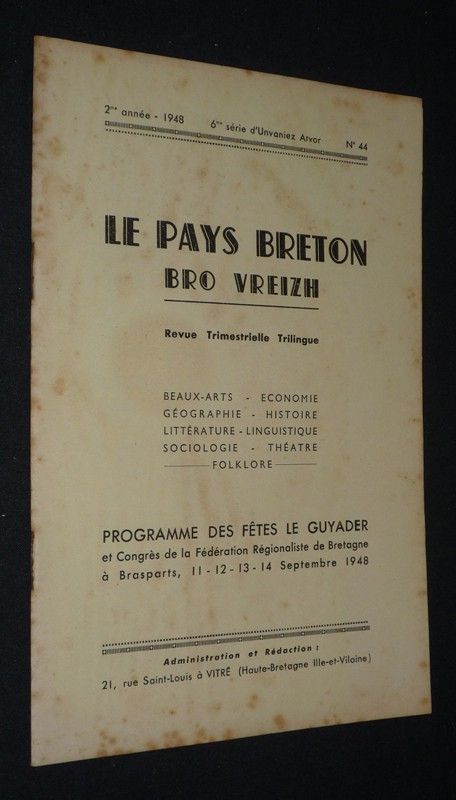 2me année - 1948 6me série d'Unvaniez Arvor N° 44
LE PAYS BRETON
BRO VREIZH
Revue Trimestrielle Trilingue
BEAUX-ARTS - ECONOMIE
GÉOGRAPHIE - HISTOIRE
LITTÉRATURE - LINGUISTIQUE
SOCIOLOGIE - THÉATRE
FOLKLORE
PROGRAMME DES FÊTES LE GUYADER
et Congrès de la Fédération Régionaliste de Bretagne
à Brasparts, 11-12-13-14 Septembre 1948
Administration et Rédaction :
21, rue Saint-Louis à VITRÉ (Haute-Bretagne Ille-et-Vilaine)